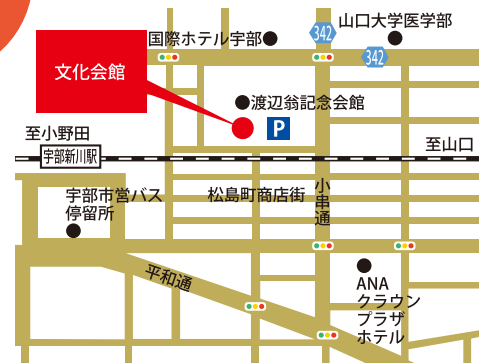 山口大学医学部
国際ホテル宇部
342
342
文化会館
渡辺翁記念会館
P
至小野田
至山口
宇部新川駅
宇部市営バス
停留所
松島町商店街
小串通
平和通
ANA
クラウン
プラザ
ホテル